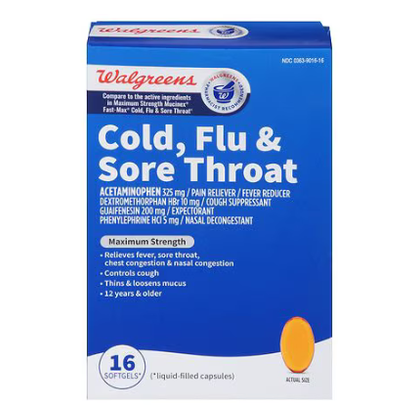 NDC 0363-9016-16
Walgreens
Compare to the active ingredients
in Maximum Strength Mucinex®
Fast-Max® Cold, Flu & Sore Throat†
Cold, Flu &
Sore Throat
ACETAMINOPHEN 325 mg / PAIN RELIEVER / FEVER REDUCER
DEXTROMETHORPHAN HBr 10 mg / COUGH SUPPRESSANT
GUAIFENESIN 200 mg / EXPECTORANT
PHENYLEPHRINE HCl 5 mg / NASAL DECONGESTANT
Maximum Strength
• Relieves fever, sore throat,
chest congestion & nasal congestion
• Controls cough
• Thins & loosens mucus
• 12 years & older
16
SOFTGELS*
(*liquid-filled capsules)
ACTUAL SIZE